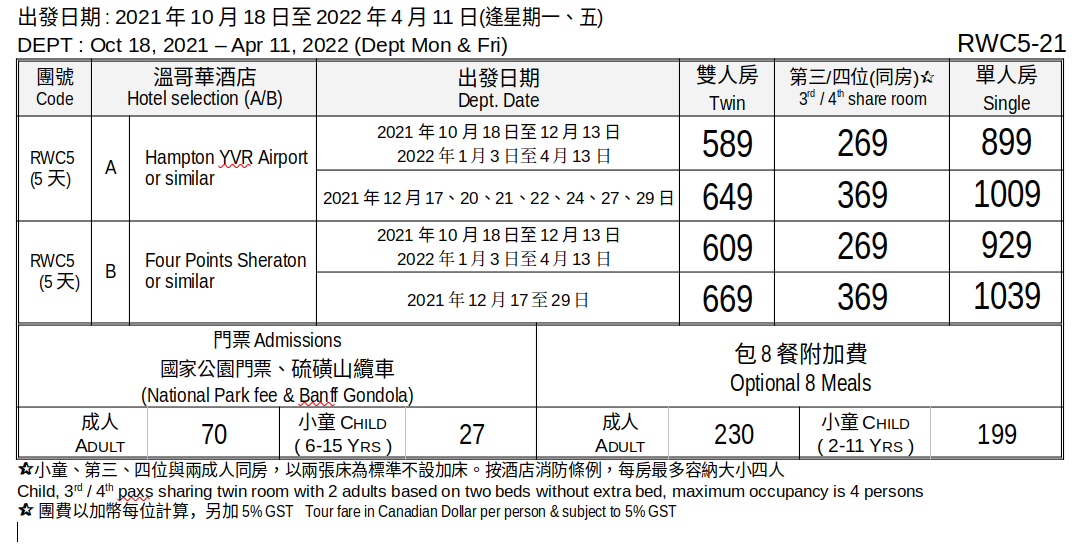 出發日期 : 2021 年 10 月 18 日至 2022 年 4 月 11 日(逢星期一、五)
DEPT : Oct 18, 2021 – Apr 11, 2022 (Dept Mon & Fri)
RWC5-21
團號
Code
溫哥華酒店
Hotel selection (A/B)
出發日期
Dept. Date
雙人房
Twin
第三/四位(同房)✫
3rd / 4th share room
單人房
Single
RWC5
(5 天)
A
Hampton YVR Airport
or similar
2021 年 10 月 18 日至 12 月 13 日
2022 年 1 月 3 日至 4 月 13 日
589
269
899
2021 年 12 月 17、20、21、22、24、27、29 日
649
369
1009
RWC5
(5 天)
B
Four Points Sheraton
or similar
2021 年 10 月 18 日至 12 月 13 日
2022 年 1 月 3 日至 4 月 13 日
609
269
929
2021 年 12 月 17 至 29 日
669
369
1039
門票 Admissions
國家公園門票、硫磺山纜車
(National Park fee & Banff Gondola)
包 8 餐附加費
Optional 8 Meals
成人
ADULT
70
小童 CHILD
( 6-15 YRS )
27
成人
ADULT
230
小童 CHILD
( 2-11 YRS )
199
✫小童、第三、四位與兩成人同房，以兩張床為標準不設加床。按酒店消防條例，每房最多容納大小四人
Child, 3rd / 4th paxs sharing twin room with 2 adults based on two beds without extra bed, maximum occupancy is 4 persons
✫ 團費以加幣每位計算，另加 5% GST Tour fare in Canadian Dollar per person & subject to 5% GST